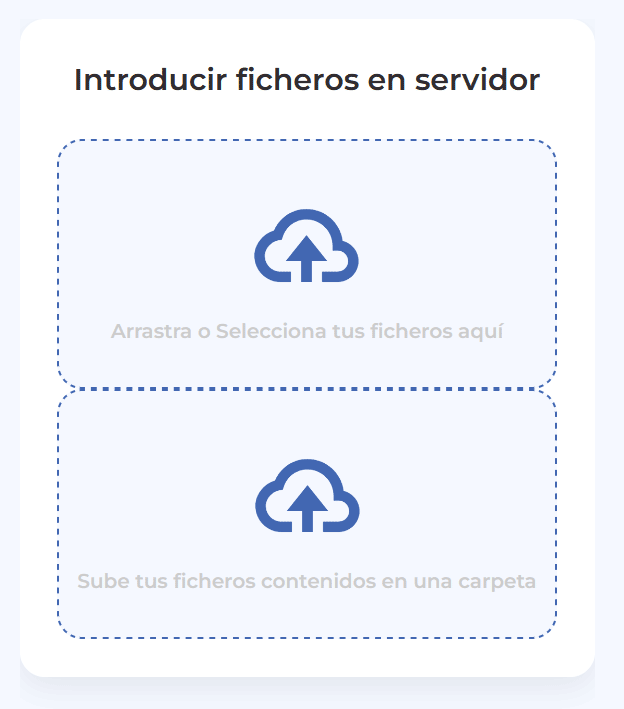 Introducir ficheros en servidor
Arrastra o Selecciona tus ficheros aquí
Sube tus ficheros contenidos en una carpeta